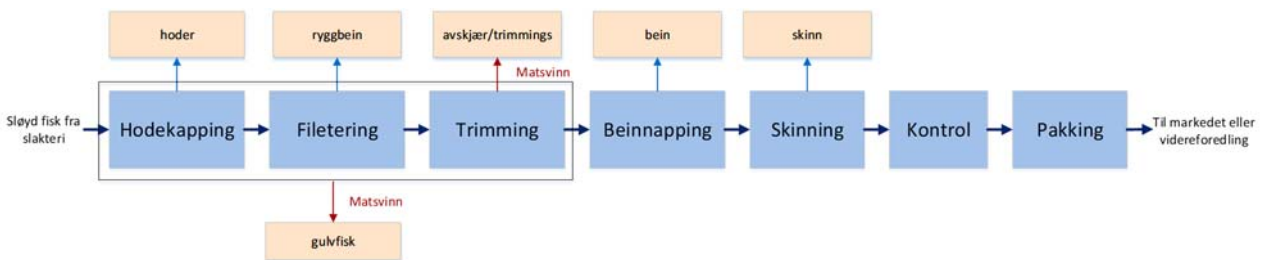 hoder
ryggbein
avskjær/trimmings
bein
skinn
Matsvinn
Sløyd fisk fra
slakteri
Hodekapping
Filetering
Trimming
Beinnapping
Skinning
Kontrol
Pakking
Til markedet eller
videreforedling
Matsvinn
gulvfisk